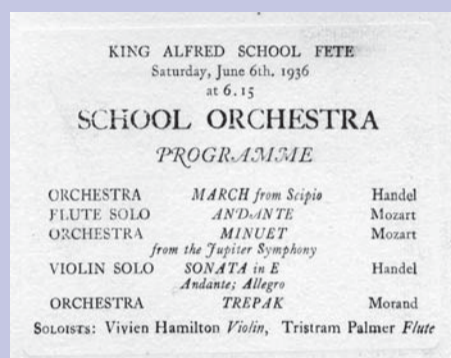 KING ALFRED SCHOOL FETE
Saturday, June 6th. 1936
at 6.15
SCHOOL ORCHESTRA
PROGRAMME
ORCHESTRA MARCH from Scipio Handel
FLUTE SOLO ANDANTE Mozart
ORCHESTRA MINUET Mozart
from the Jupiter Symphony
VIOLIN SOLO SONATA in E Handel
Andante; Allegro
ORCHESTRA TREPAK Morand
SOLOISTS: Vivien Hamilton Violin, Tristram Palmer Flute